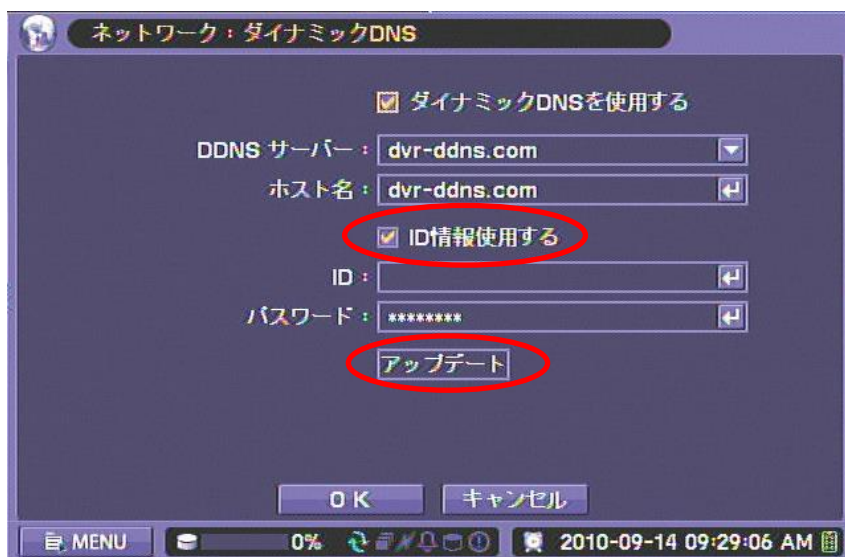 ネットワーク：ダイナミックDNS
ダイナミックDNSを使用する
DDNS サーバー： dvr-ddns.com
ホスト名： dvr-ddns.com
ID情報使用する
ID：
パスワード： ********
アップデート
OK キャンセル
MENU 0% 2010-09-14 09:29:06 AM